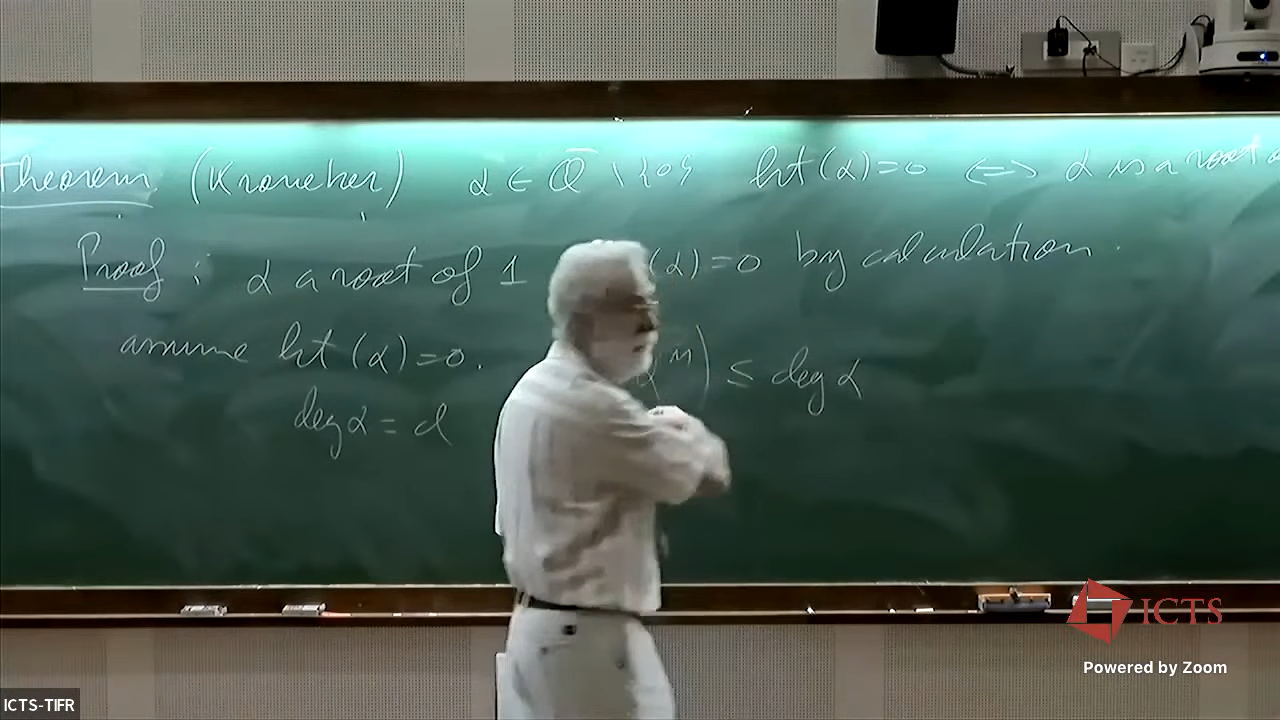 Theorem (Kronecker) α ∈ Q̄ \ {0} ht(α)=0 ⇔ α is a root
Proof : α a root of 1 (α)=0 by calculation.
assume ht(α)=0. α^m) ≤ deg α
deg α = d
ICTS
Powered by Zoom
ICTS-TIFR